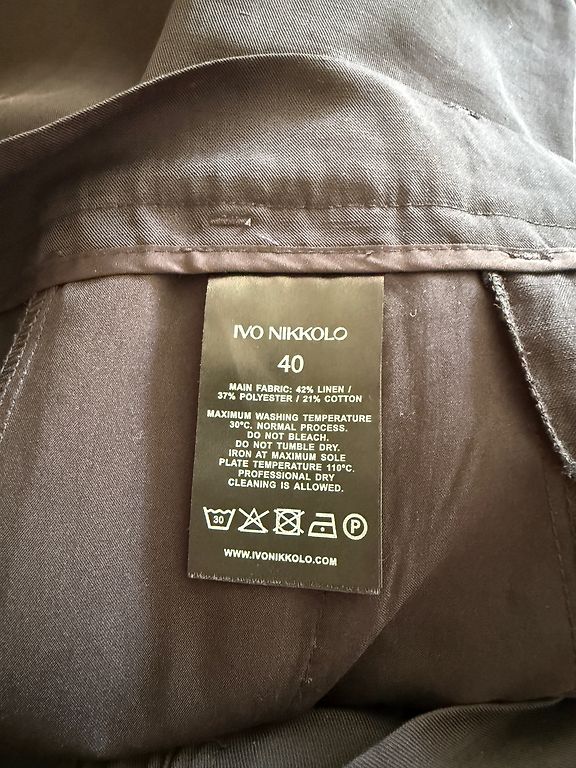 IVO NIKKOLO
40
MAIN FABRIC: 42% LINEN /
37% POLYESTER / 21% COTTON
MAXIMUM WASHING TEMPERATURE
30°C. NORMAL PROCESS.
DO NOT BLEACH.
DO NOT TUMBLE DRY.
IRON AT MAXIMUM SOLE
PLATE TEMPERATURE 110°C.
PROFESSIONAL DRY
CLEANING IS ALLOWED.
30 P
WWW.IVONIKKOLO.COM